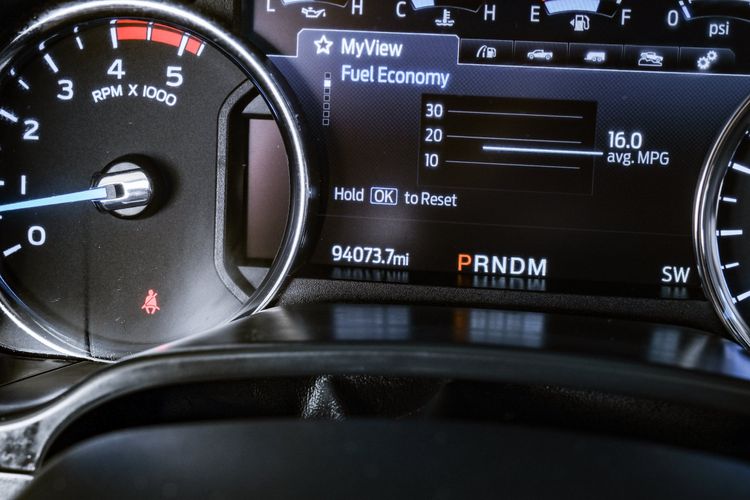 H C H E F 0
psi
MyView
Fuel Economy
30
20
10
16.0
avg. MPG
Hold OK to Reset
94073.7mi
PRNDM
SW
0
1
2
3
4
5
RPM X 1000